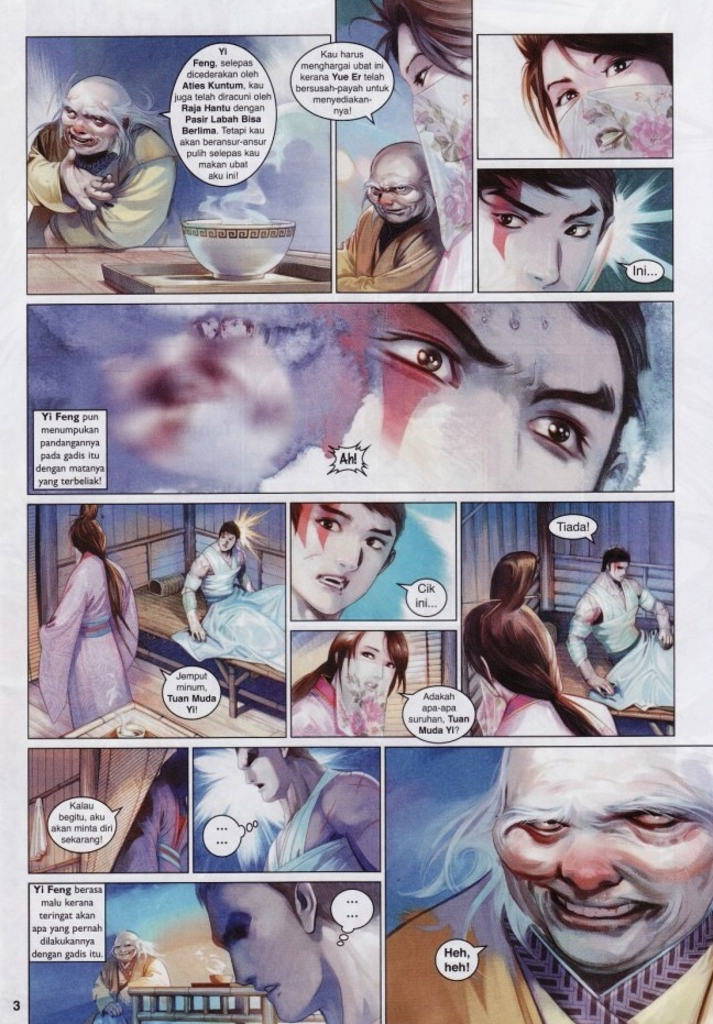 Yi
Feng, selepas
dicederakan oleh
Atles Kuntum, kau
juga telah diracuni oleh
Raja Hantu dengan
Pasir Labah Bisa
Berlima. Tetapi kau
akan beransur-ansur
pulih selepas
makan ubat
aku ini!
Kau harus
menghargai ubat ini
kerana Yue Er telah
bersusah-payah untuk
menyediakan-
nya!
Ini...
Yi Feng pun
menumpukan
pandangannya
pada gadis itu
dengan matanya
yang terbeliak!
Ah!
Jemput
minum,
Tuan Muda
Yi!
Cik
ini...
Adakah
apa-apa
suruhan, Tuan
Muda Yi?
Tiada!
Kalau
begitu, aku
akan minta diri
sekarang!
...
...
Yi Feng berasa
malu kerana
teringat akan
apa yang pernah
dilakukannya
dengan gadis itu.
...
...
Heh,
heh!
3